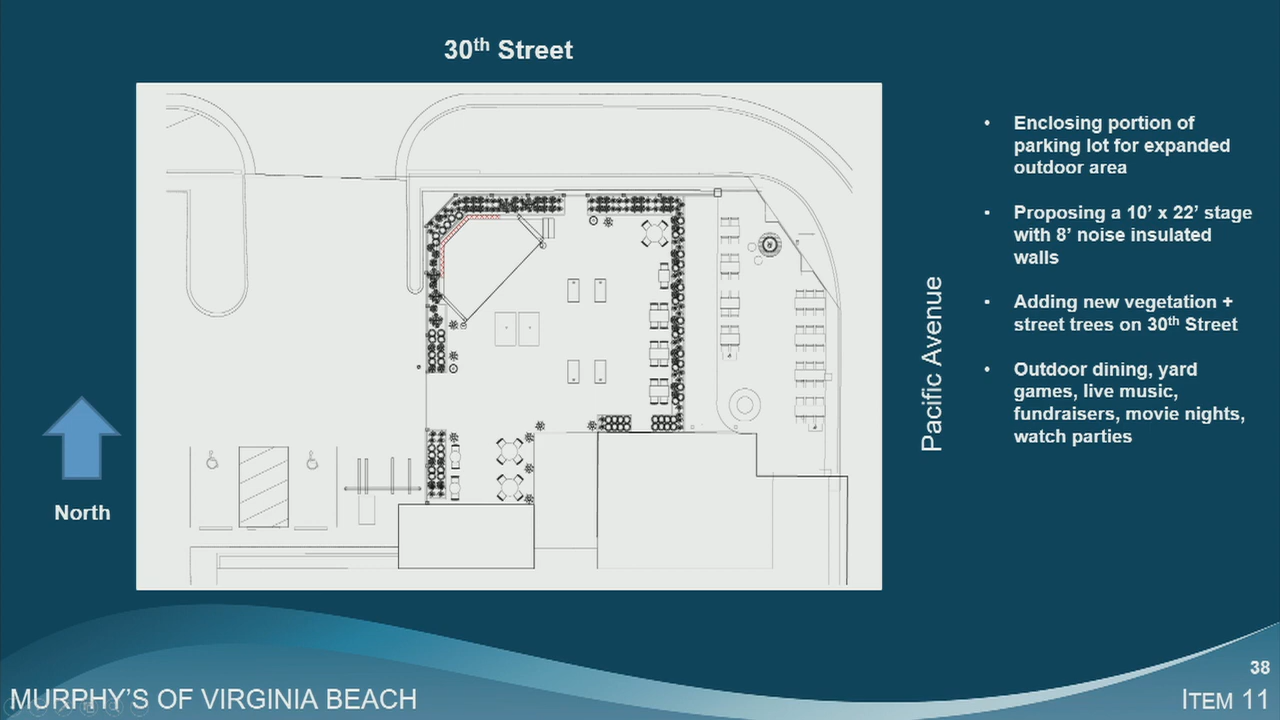 30th Street
• Enclosing portion of
parking lot for expanded
outdoor area
• Proposing a 10’ x 22’ stage
with 8’ noise insulated
walls
• Adding new vegetation +
street trees on 30th Street
• Outdoor dining, yard
games, live music,
fundraisers, movie nights,
watch parties
Pacific Avenue
North
38
MURPHY’S OF VIRGINIA BEACH
ITEM 11